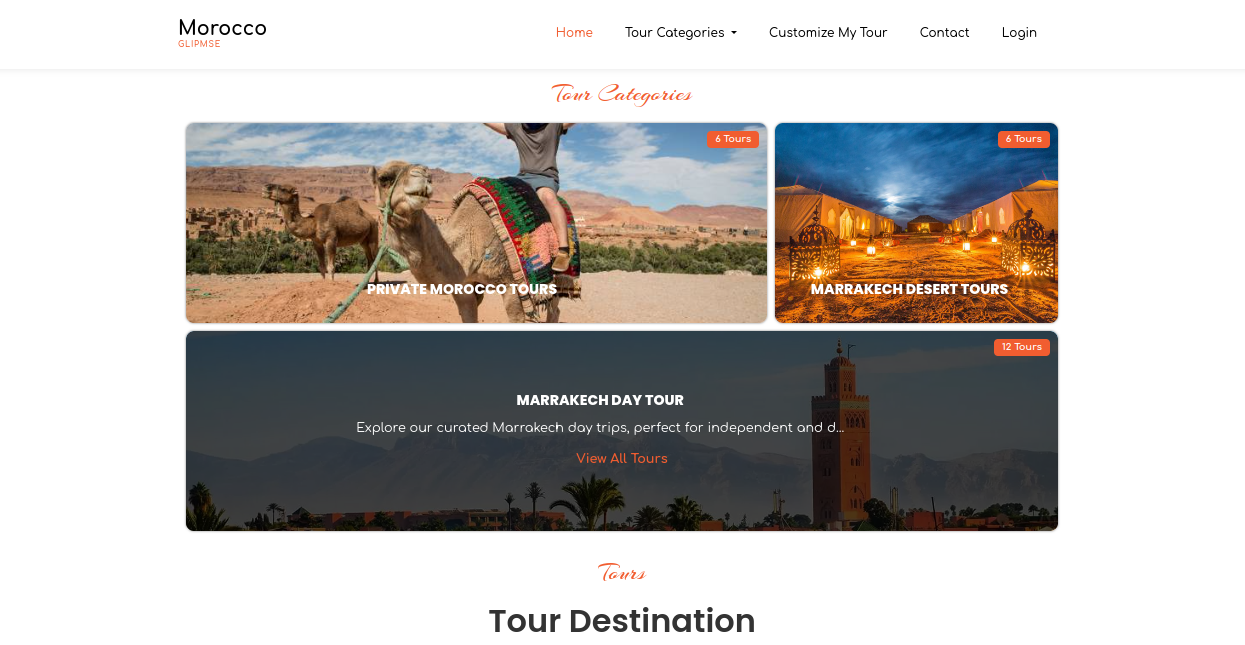 Morocco
GLIPMSE
Home
Tour Categories
Customize My Tour
Contact
Login
Tour Categories
6 Tours
PRIVATE MOROCCO TOURS
6 Tours
MARRAKECH DESERT TOURS
12 Tours
MARRAKECH DAY TOUR
Explore our curated Marrakech day trips, perfect for independent and d...
View All Tours
Tours
Tour Destination